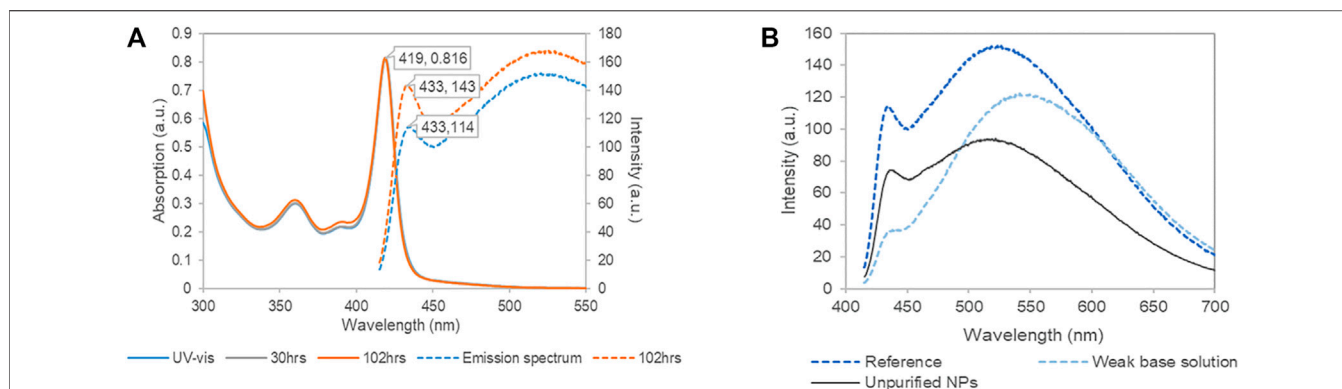 A
Absorption (a.u.)
0.9
0.8
0.7
0.6
0.5
0.4
0.3
0.2
0.1
0
180
160
140
120
100
80
60
40
20
0
Intensity (a.u.)
419, 0.816
433, 143
433,114
300 350 400 450 500 550
Wavelength (nm)
UV-vis 30hrs 102hrs Emission spectrum 102hrs
B
Intensity (a.u.)
160
140
120
100
80
60
40
20
0
400 450 500 550 600 650 700
Wavelength (nm)
Reference Weak base solution
Unpurified NPs